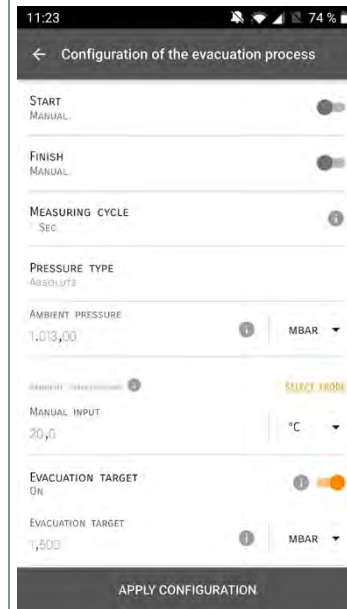 11:23 74 %
Configuration of the evacuation process
START
MANUAL
FINISH
MANUAL
MEASURING CYCLE
SEC
PRESSURE TYPE
ABSOLUTE
AMBIENT PRESSURE
1.013,00 MBAR
SELECT PROBE
MANUAL INPUT
20,0 °C
EVACUATION TARGET
ON
EVACUATION TARGET
1,500 MBAR
APPLY CONFIGURATION